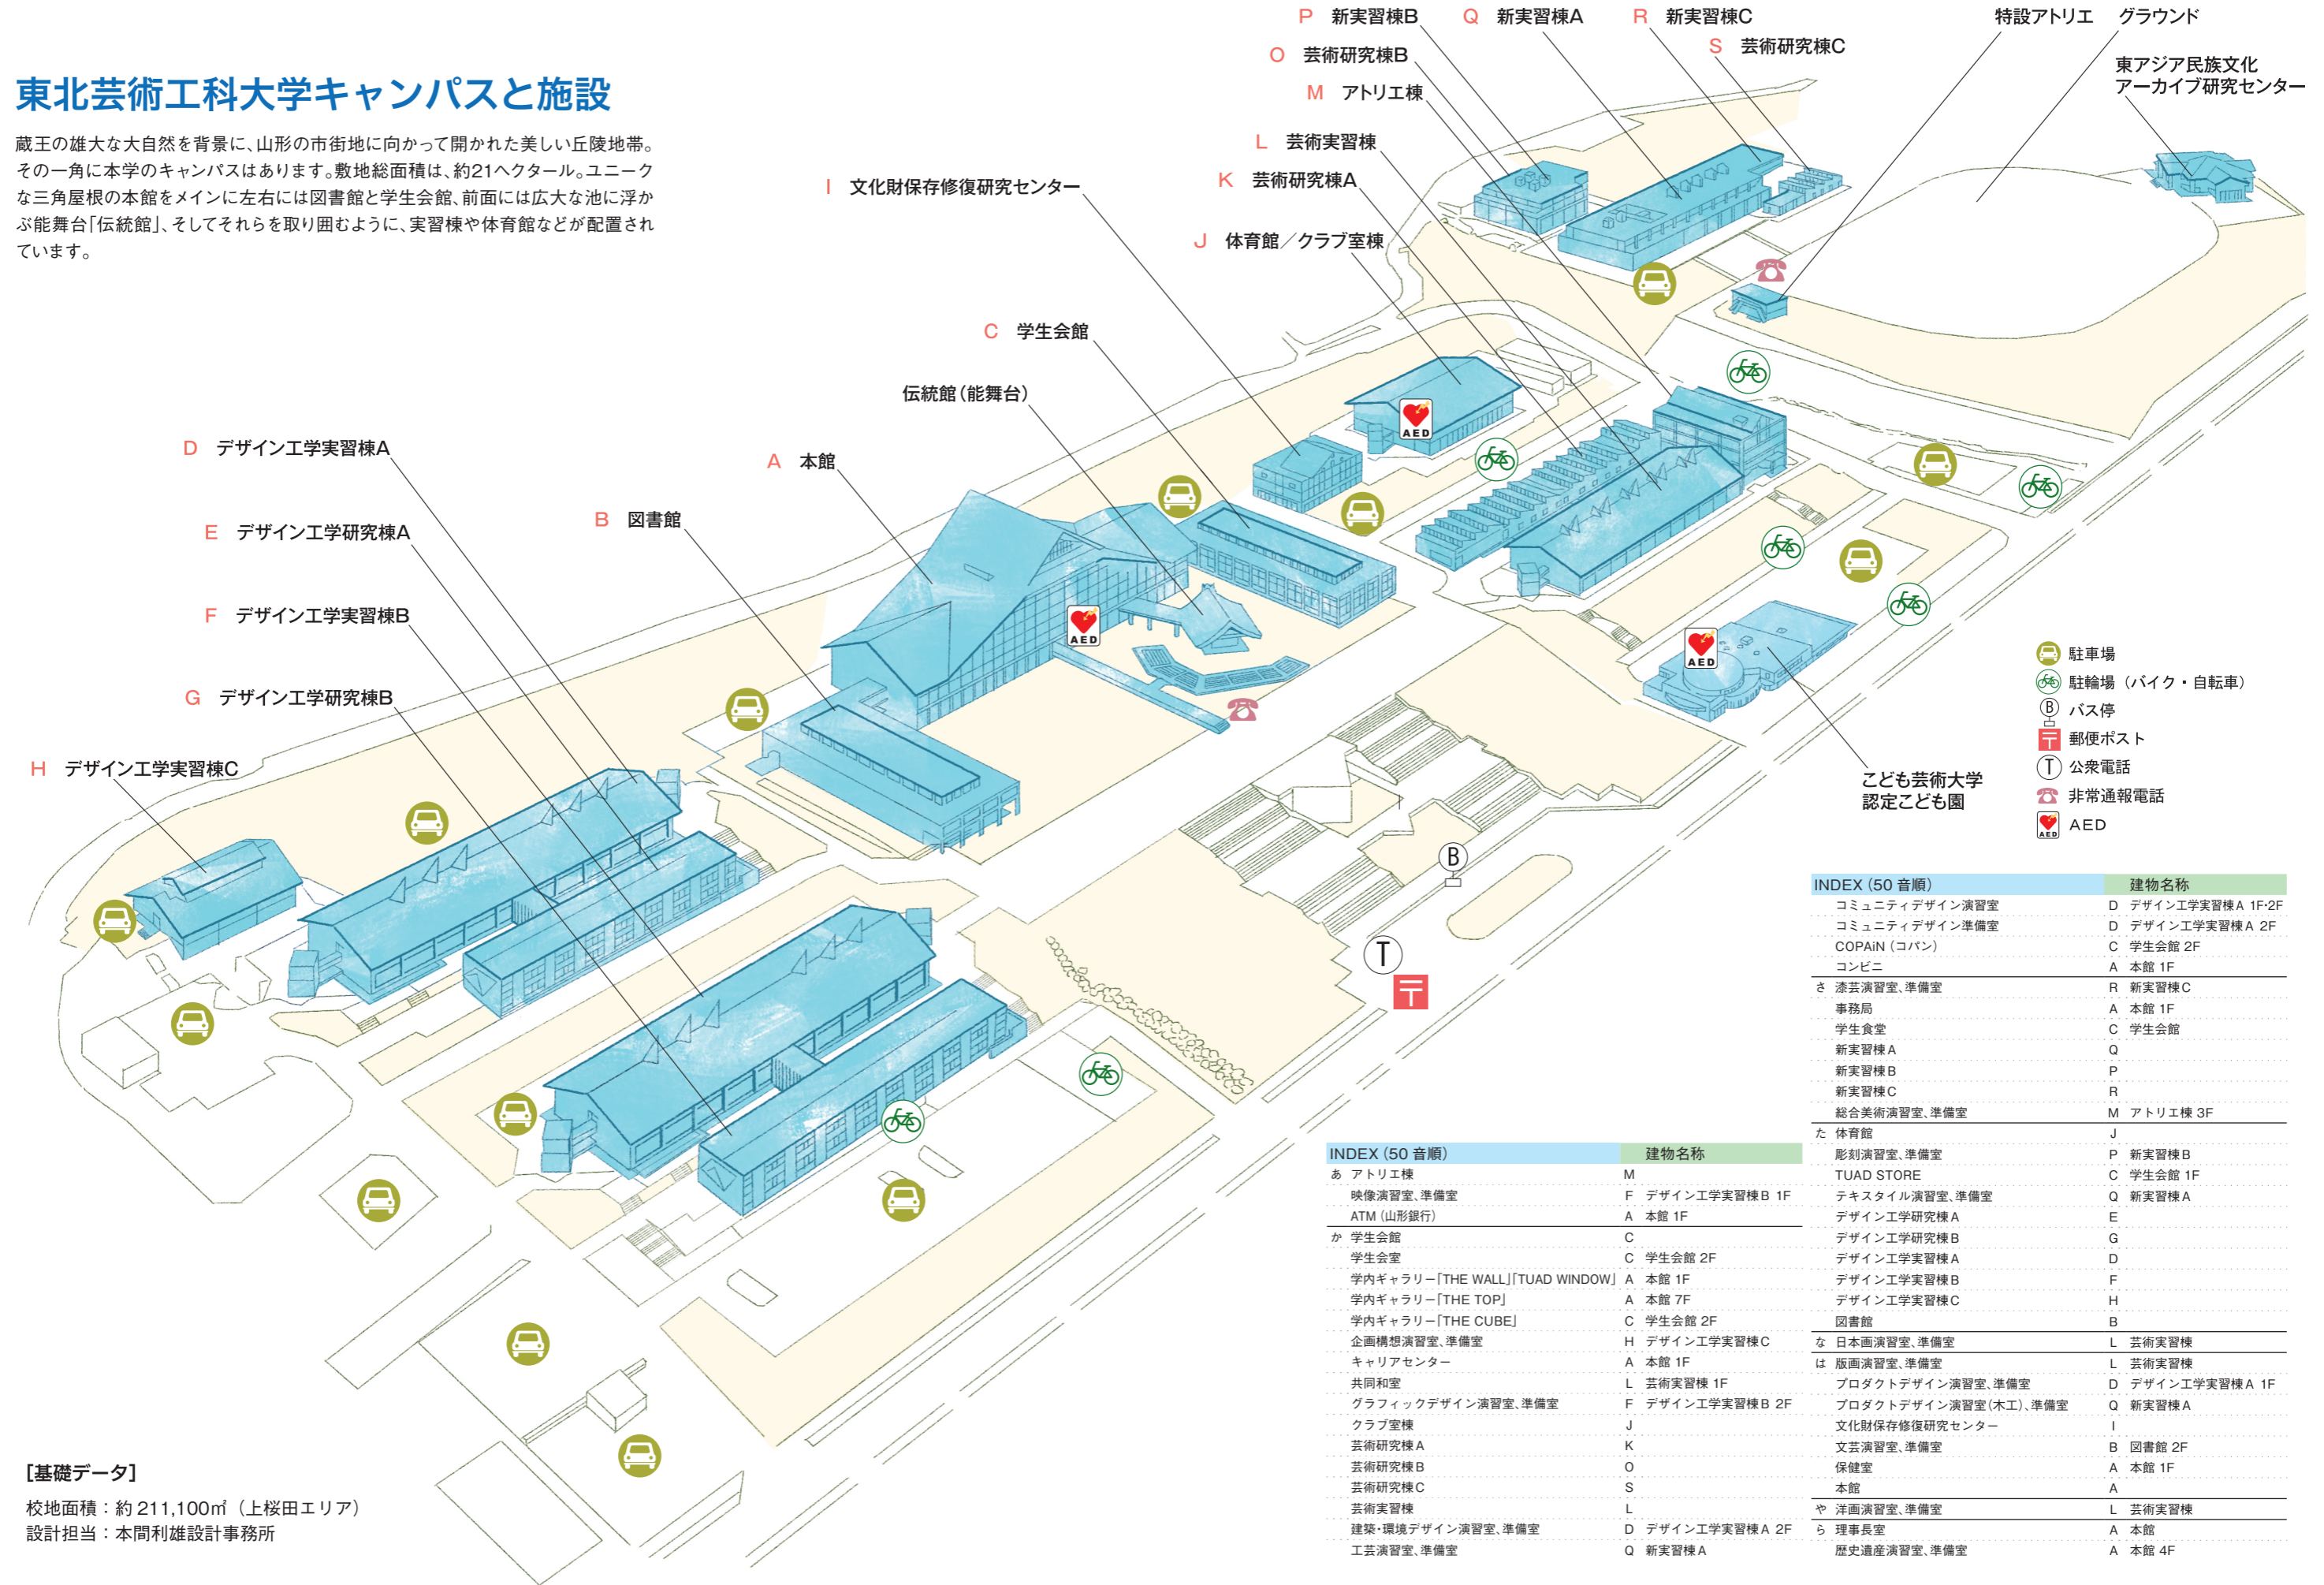 東北芸術工科大学キャンパスと施設
蔵王の雄大な大自然を背景に、山形の市街地に向かって開かれた美しい丘陵地帯。
その一角に本学のキャンパスはあります。敷地総面積は、約21ヘクタール。ユニーク
な三角屋根の本館をメインに左右には図書館と学生会館、前面には広大な池に浮か
ぶ能舞台「伝統館」、そしてそれらを取り囲むように、実習棟や体育館などが配置され
ています。
P 新実習棟B
Q 新実習棟A
R 新実習棟C
特設アトリエ
グラウンド
O 芸術研究棟B
S 芸術研究棟C
東アジア民族文化
アーカイブ研究センター
M アトリエ棟
L 芸術実習棟
K 芸術研究棟A
I 文化財保存修復研究センター
J 体育館／クラブ室棟
C 学生会館
伝統館（能舞台）
D デザイン工学実習棟A
A 本館
B 図書館
E デザイン工学研究棟A
F デザイン工学実習棟B
G デザイン工学研究棟B
H デザイン工学実習棟C
AED
AED
AED
B
T
〒
こども芸術大学
認定こども園
駐車場
駐輪場（バイク・自転車）
B バス停
〒 郵便ポスト
T 公衆電話
非常通報電話
AED AED
INDEX（50音順） 建物名称
あ アトリエ棟 M
映像演習室、準備室 F デザイン工学実習棟B 1F
ATM（山形銀行） A 本館 1F
か 学生会館 C
学生会室 C 学生会館 2F
学内ギャラリー「THE WALL」「TUAD WINDOW」 A 本館 1F
学内ギャラリー「THE TOP」 A 本館 7F
学内ギャラリー「THE CUBE」 C 学生会館 2F
企画構想演習室、準備室 H デザイン工学実習棟C
キャリアセンター A 本館 1F
共同和室 L 芸術実習棟 1F
グラフィックデザイン演習室、準備室 F デザイン工学実習棟B 2F
クラブ室棟 J
芸術研究棟A K
芸術研究棟B O
芸術研究棟C S
芸術実習棟 L
建築・環境デザイン演習室、準備室 D デザイン工学実習棟A 2F
工芸演習室、準備室 Q 新実習棟A
INDEX（50音順） 建物名称
コミュニティデザイン演習室 D デザイン工学実習棟A 1F・2F
コミュニティデザイン準備室 D デザイン工学実習棟A 2F
COPAiN（コパン） C 学生会館 2F
コンビニ A 本館 1F
さ 漆芸演習室、準備室 R 新実習棟C
事務局 A 本館 1F
学生食堂 C 学生会館
新実習棟A Q
新実習棟B P
新実習棟C R
総合美術演習室、準備室 M アトリエ棟 3F
た 体育館 J
彫刻演習室、準備室 P 新実習棟B
TUAD STORE C 学生会館 1F
テキスタイル演習室、準備室 Q 新実習棟A
デザイン工学研究棟A E
デザイン工学研究棟B G
デザイン工学実習棟A D
デザイン工学実習棟B F
デザイン工学実習棟C H
図書館 B
な 日本画演習室、準備室 L 芸術実習棟
は 版画演習室、準備室 L 芸術実習棟
プロダクトデザイン演習室、準備室 D デザイン工学実習棟A 1F
プロダクトデザイン演習室（木工）、準備室 Q 新実習棟A
文化財保存修復研究センター I
文芸演習室、準備室 B 図書館 2F
保健室 A 本館 1F
本館 A
や 洋画演習室、準備室 L 芸術実習棟
ら 理事長室 A 本館
歴史遺産演習室、準備室 A 本館 4F
［基礎データ］
校地面積：約211,100㎡（上桜田エリア）
設計担当：本間利雄設計事務所